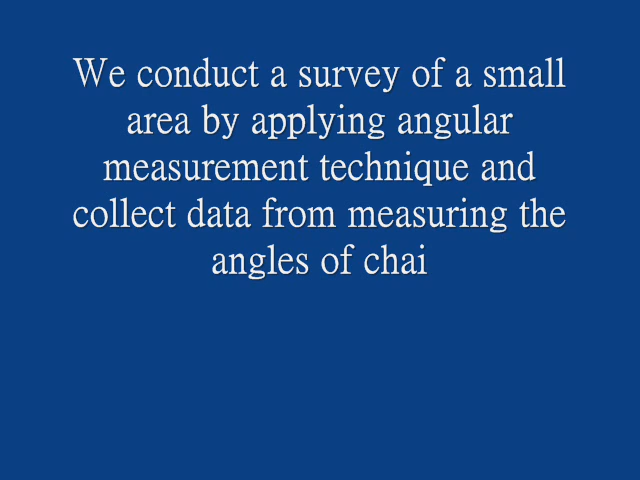 We conduct a survey of a small
area by applying angular
measurement technique and
collect data from measuring the
angles of chai